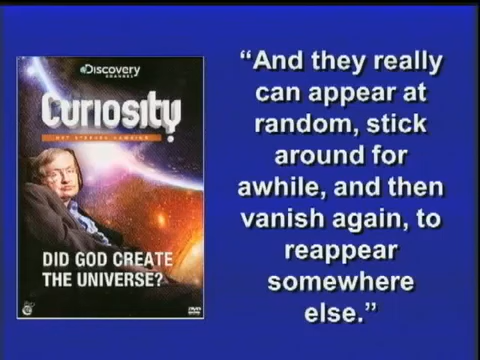 Discovery
CHANNEL
Curiosity
DID GOD CREATE
THE UNIVERSE?
“And they really
can appear at
random, stick
around for
awhile, and then
vanish again, to
reappear
somewhere
else.”